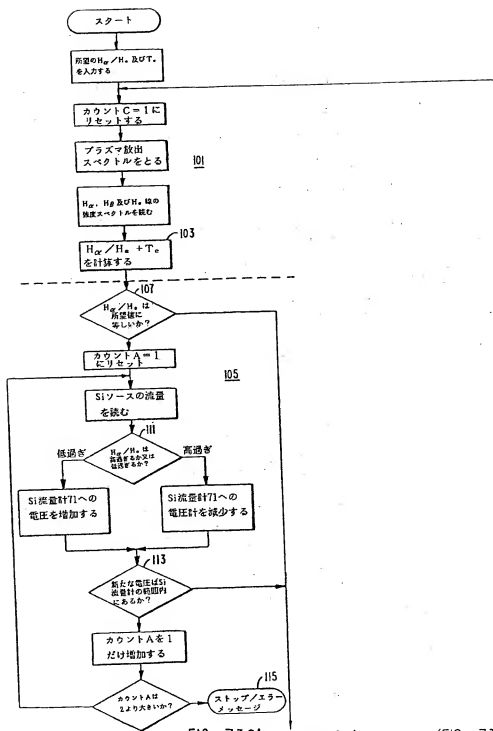 スタート
所望のHα/He 及びTe
を入力する
カウントC=1に
リセットする
プラズマ放出
スペクトルをとる
101
Hα, Hβ 及びHe 線の
強度スペクトルを読む
103
Hα/He +Te
を計算する
107
Hα/He は
所望値に
等しいか?
カウントA=1
にリセット
105
Siソースの流量
を読む
111
Hα/He は
高過ぎるか又は
低過ぎるか?
低過ぎ
高過ぎ
Si流量計71への
電圧を増加する
Si流量計71への
電圧計を減少する
113
新たな電圧ばSi
流量計の範囲内
にあるか?
カウントAを1
だけ増加する
115
カウントAは
2より大きいか?
ストップ/エラー
メッセージ